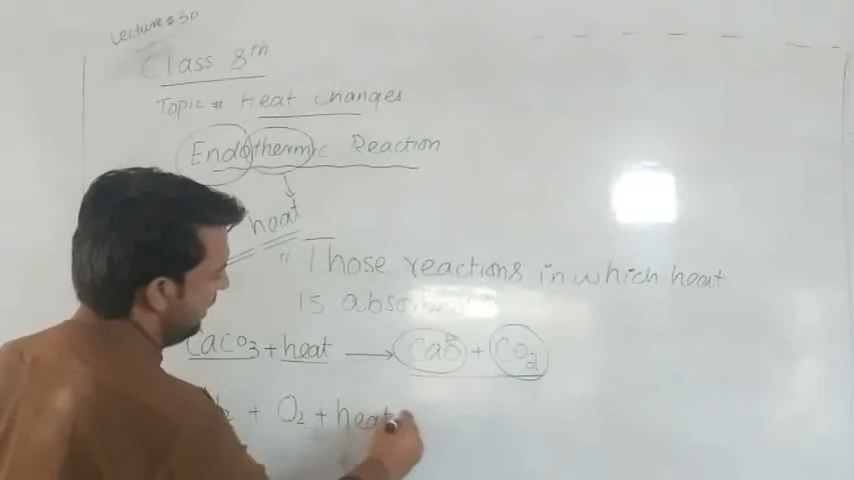 Lecture # 30
Class 8th
Topic # Heat changes
Endothermic Reaction
heat
" Those reactions in which heat
is absorbed "
CaCO3 + heat → CaO + CO2
+ O2 + heat